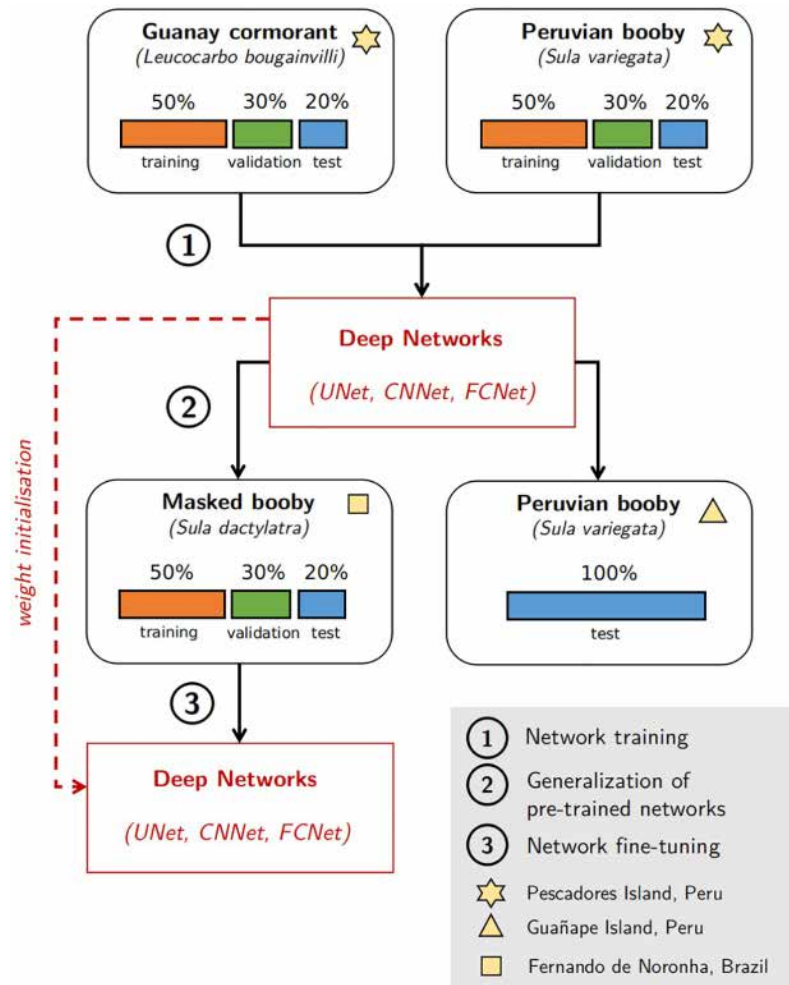 Guanay cormorant
(Leucocarbo bougainvilli)
50% 30% 20%
training validation test
Peruvian booby
(Sula variegata)
50% 30% 20%
training validation test
1
Deep Networks
(UNet, CNNet, FCNet)
2
weight initialisation
Masked booby
(Sula dactylatra)
50% 30% 20%
training validation test
Peruvian booby
(Sula variegata)
100%
test
3
Deep Networks
(UNet, CNNet, FCNet)
1 Network training
2 Generalization of
pre-trained networks
3 Network fine-tuning
Pescadores Island, Peru
Guañape Island, Peru
Fernando de Noronha, Brazil